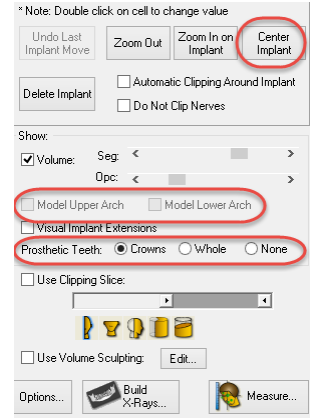 * Note: Double click on cell to change value
Undo Last Implant Move
Zoom Out
Zoom In on Implant
Center Implant
Delete Implant
Automatic Clipping Around Implant
Do Not Clip Nerves
Show:
Volume: Seg: < >
Opc: < >
Model Upper Arch Model Lower Arch
Visual Implant Extensions
Prosthetic Teeth: Crowns Whole None
Use Clipping Slice:
Use Volume Sculpting: Edit...
Options... Build X-Rays... Measure...